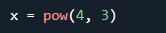 x = pow(4, 3)